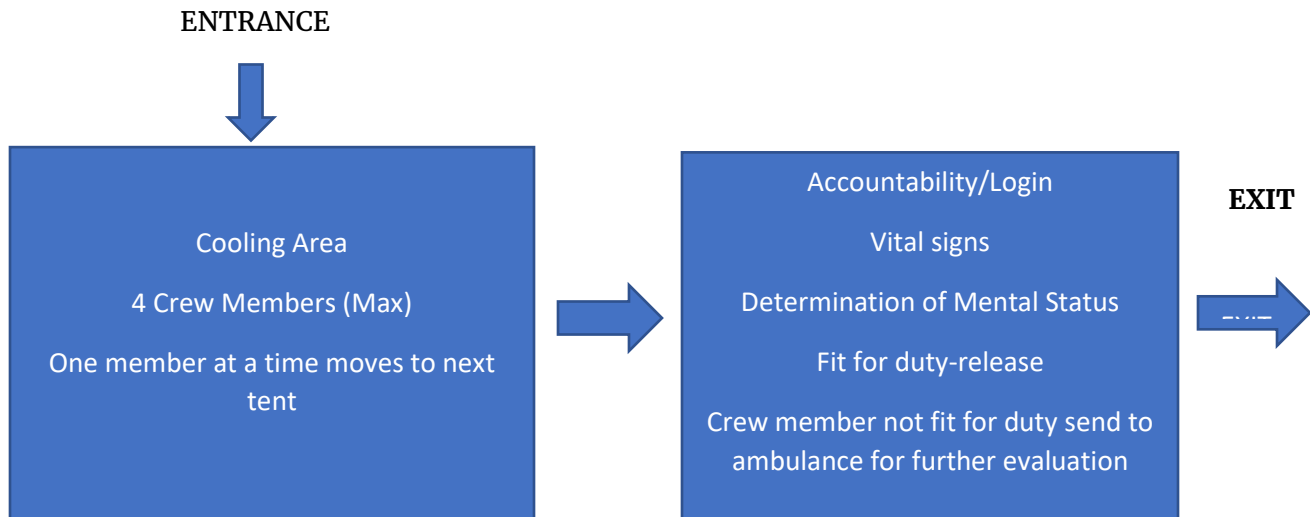 ENTRANCE
Cooling Area
4 Crew Members (Max)
One member at a time moves to next
tent
Accountability/Login
Vital signs
Determination of Mental Status
Fit for duty-release
Crew member not fit for duty send to
ambulance for further evaluation
EXIT